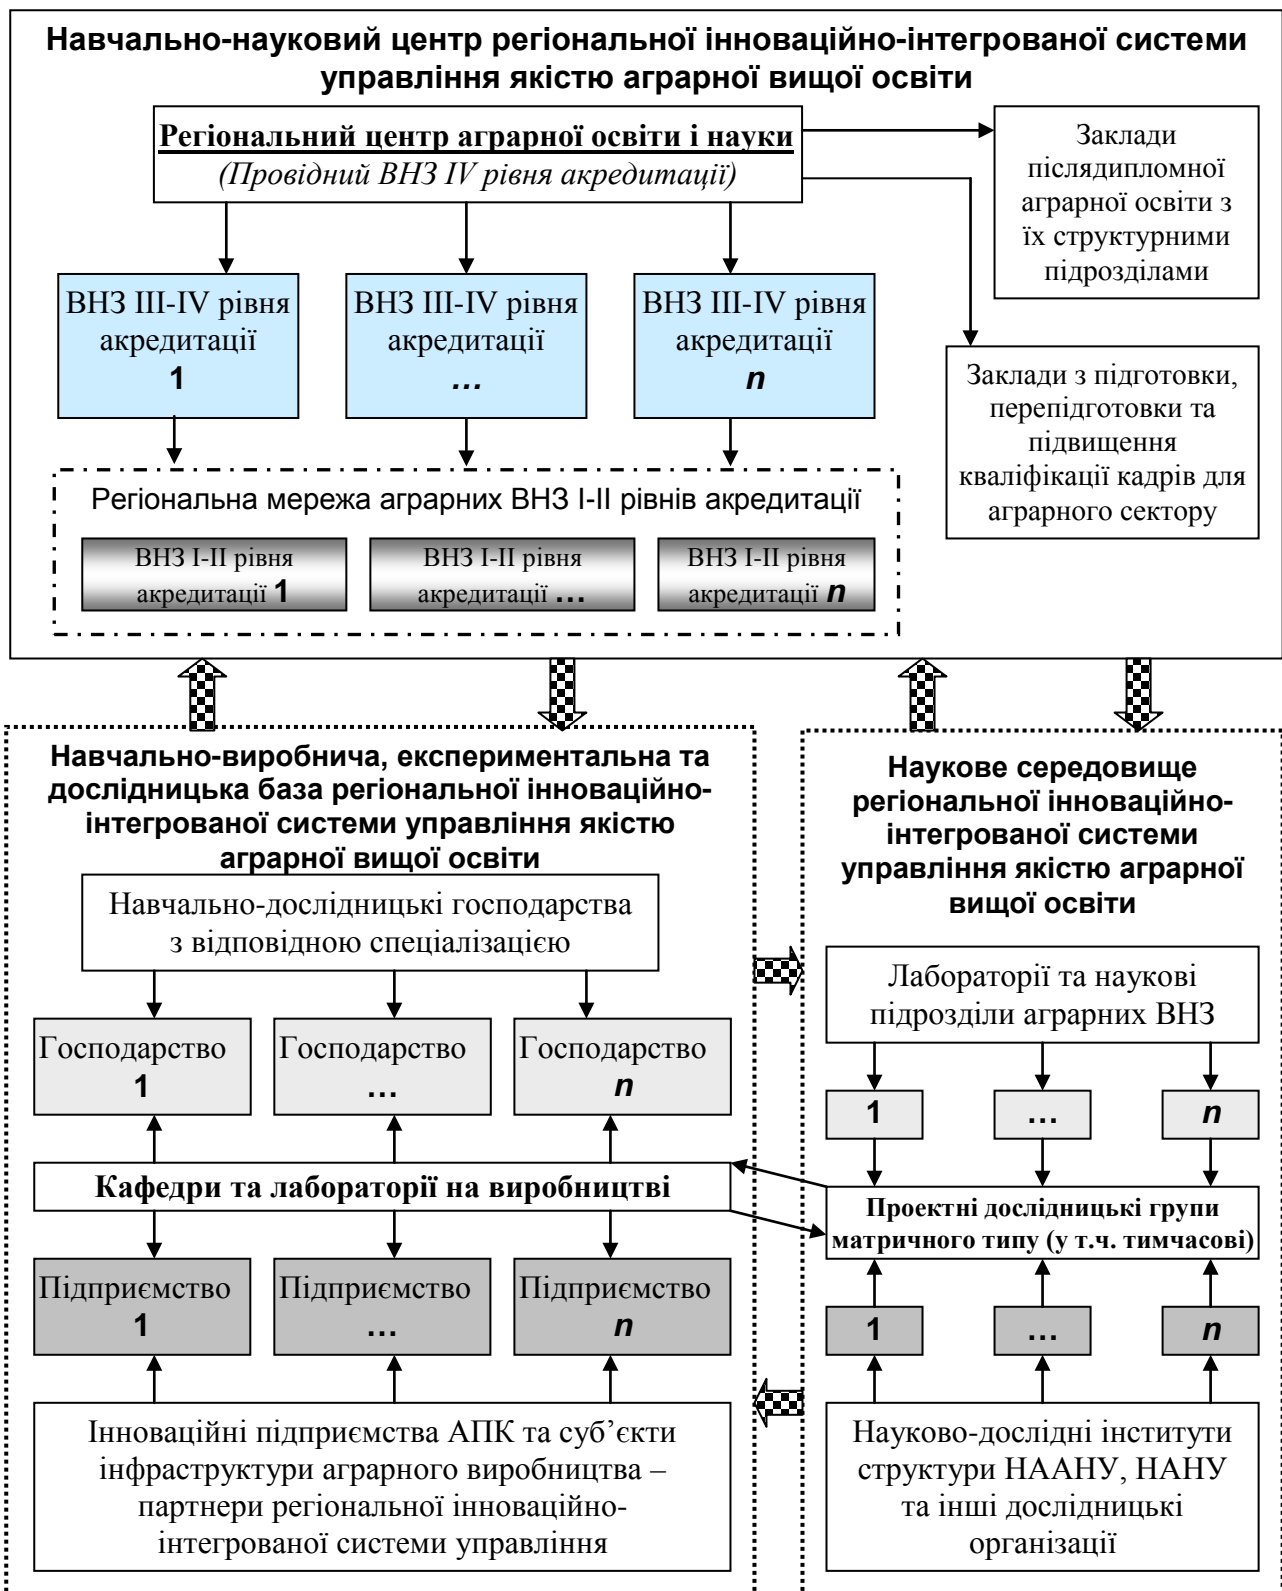 Навчально-науковий центр регіональної інноваційно-інтегрованої системи
управління якістю аграрної вищої освіти
Регіональний центр аграрної освіти і науки
(Провідний ВНЗ IV рівня акредитації)
Заклади
післядипломної
аграрної освіти з
їх структурними
підрозділами
ВНЗ III-IV рівня
акредитації
1
ВНЗ III-IV рівня
акредитації
...
ВНЗ III-IV рівня
акредитації
n
Заклади з підготовки,
перепідготовки та
підвищення
кваліфікації кадрів для
аграрного сектору
Регіональна мережа аграрних ВНЗ I-II рівнів акредитації
ВНЗ I-II рівня
акредитації 1
ВНЗ I-II рівня
акредитації ...
ВНЗ I-II рівня
акредитації n
Навчально-виробнича, експериментальна та
дослідницька база регіональної інноваційно-
інтегрованої системи управління якістю
аграрної вищої освіти
Навчально-дослідницькі господарства
з відповідною спеціалізацією
Господарство
1
Господарство
...
Господарство
n
Кафедри та лабораторії на виробництві
Підприємство
1
Підприємство
...
Підприємство
n
Інноваційні підприємства АПК та суб’єкти
інфраструктури аграрного виробництва –
партнери регіональної інноваційно-
інтегрованої системи управління
Наукове середовище
регіональної інноваційно-
інтегрованої системи
управління якістю аграрної
вищої освіти
Лабораторії та наукові
підрозділи аграрних ВНЗ
1
...
n
Проектні дослідницькі групи
матричного типу (у т.ч. тимчасові)
1
...
n
Науково-дослідні інститути
структури НААНУ, НАНУ
та інші дослідницькі
організації